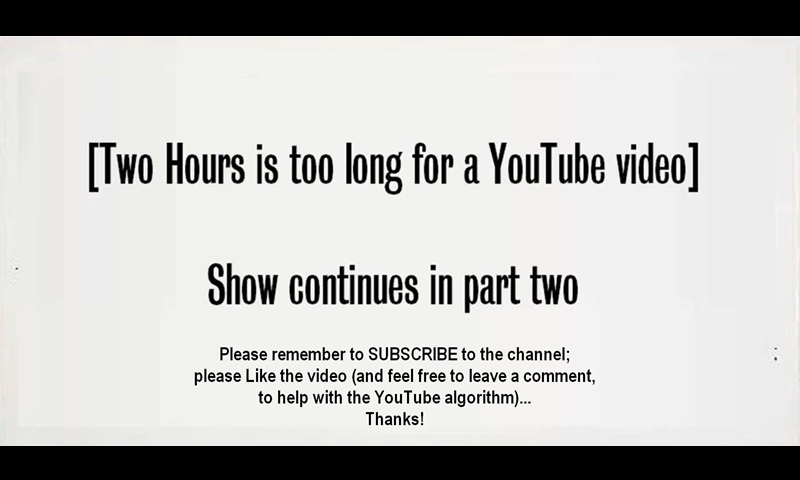 [Two Hours is too long for a YouTube video]
Show continues in part two
Please remember to SUBSCRIBE to the channel;
please Like the video (and feel free to leave a comment,
to help with the YouTube algorithm)...
Thanks!